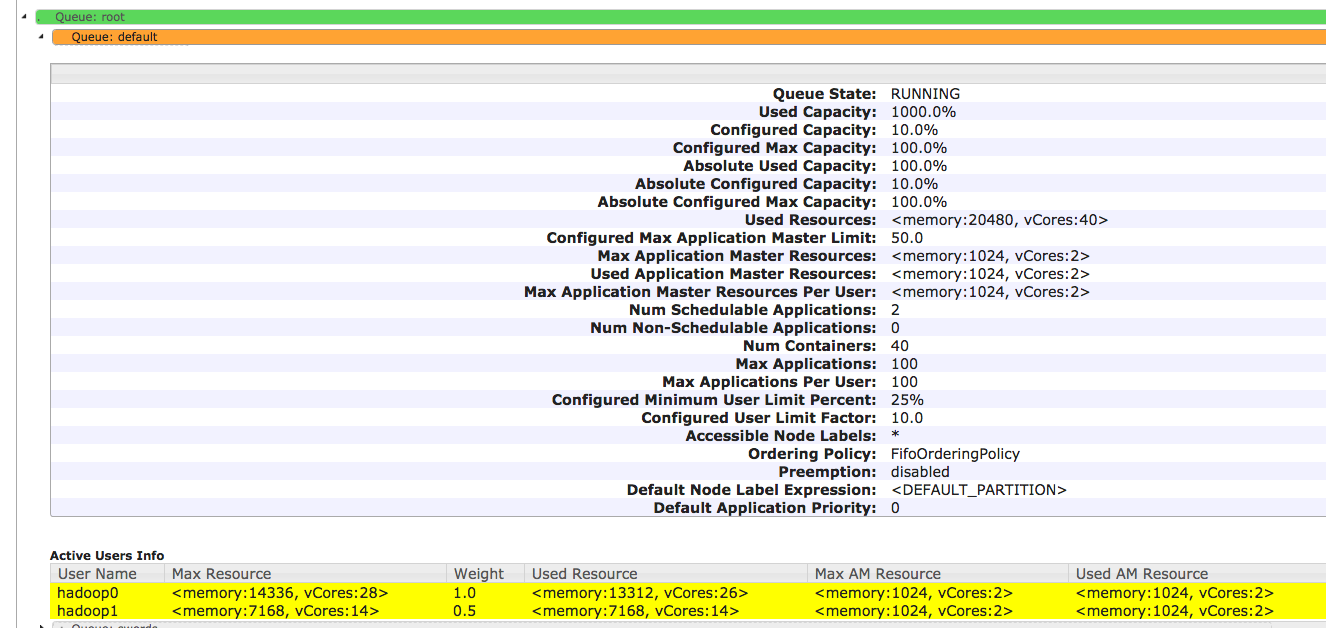 Queue: root
Queue: default
Queue State: RUNNING
Used Capacity: 1000.0%
Configured Capacity: 10.0%
Configured Max Capacity: 100.0%
Absolute Used Capacity: 100.0%
Absolute Configured Capacity: 10.0%
Absolute Configured Max Capacity: 100.0%
Used Resources: <memory:20480, vCores:40>
Configured Max Application Master Limit: 50.0
Max Application Master Resources: <memory:1024, vCores:2>
Used Application Master Resources: <memory:1024, vCores:2>
Max Application Master Resources Per User: <memory:1024, vCores:2>
Num Schedulable Applications: 2
Num Non-Schedulable Applications: 0
Num Containers: 40
Max Applications: 100
Max Applications Per User: 100
Configured Minimum User Limit Percent: 25%
Configured User Limit Factor: 10.0
Accessible Node Labels: *
Ordering Policy: FifoOrderingPolicy
Preemption: disabled
Default Node Label Expression: <DEFAULT_PARTITION>
Default Application Priority: 0
Active Users Info
User Name Max Resource Weight Used Resource Max AM Resource Used AM Resource
hadoop0 <memory:14336, vCores:28> 1.0 <memory:13312, vCores:26> <memory:1024, vCores:2> <memory:1024, vCores:2>
hadoop1 <memory:7168, vCores:14> 0.5 <memory:7168, vCores:14> <memory:1024, vCores:2> <memory:1024, vCores:2>